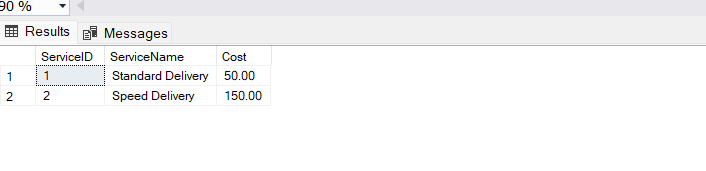 90 %
Results Messages
ServiceID ServiceName Cost
1 1 Standard Delivery 50.00
2 2 Speed Delivery 150.00